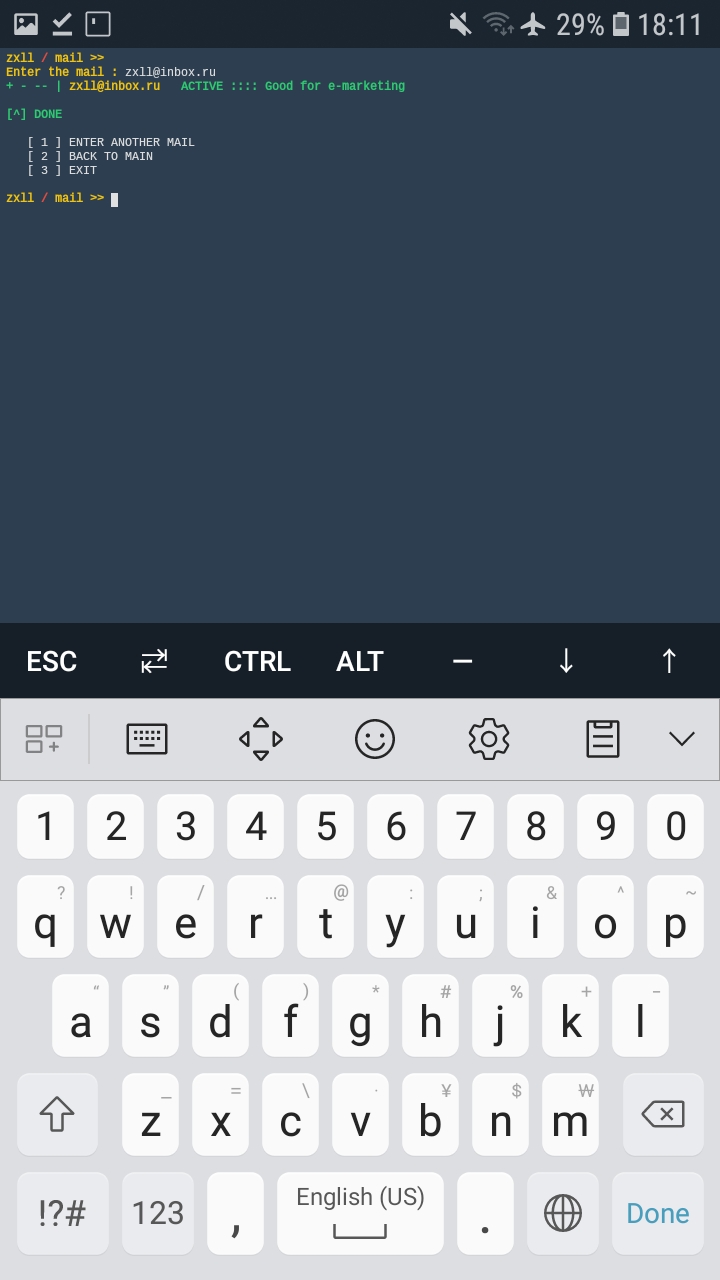 29% 18:11
zxll / mail >>
Enter the mail : zxll@inbox.ru
+ - -- | zxll@inbox.ru   ACTIVE :::: Good for e-marketing
[^] DONE
[ 1 ] ENTER ANOTHER MAIL
[ 2 ] BACK TO MAIN
[ 3 ] EXIT
zxll / mail >>
ESC CTRL ALT – ↓ ↑
1 2 3 4 5 6 7 8 9 0
? ! / ... @ : ; & ^ ~
q w e r t y u i o p
“ ” ( ) * # % + -
a s d f g h j k l
_ = \ · ¥ $ ₩
z x c v b n m
!?# 123 , English (US) . Done